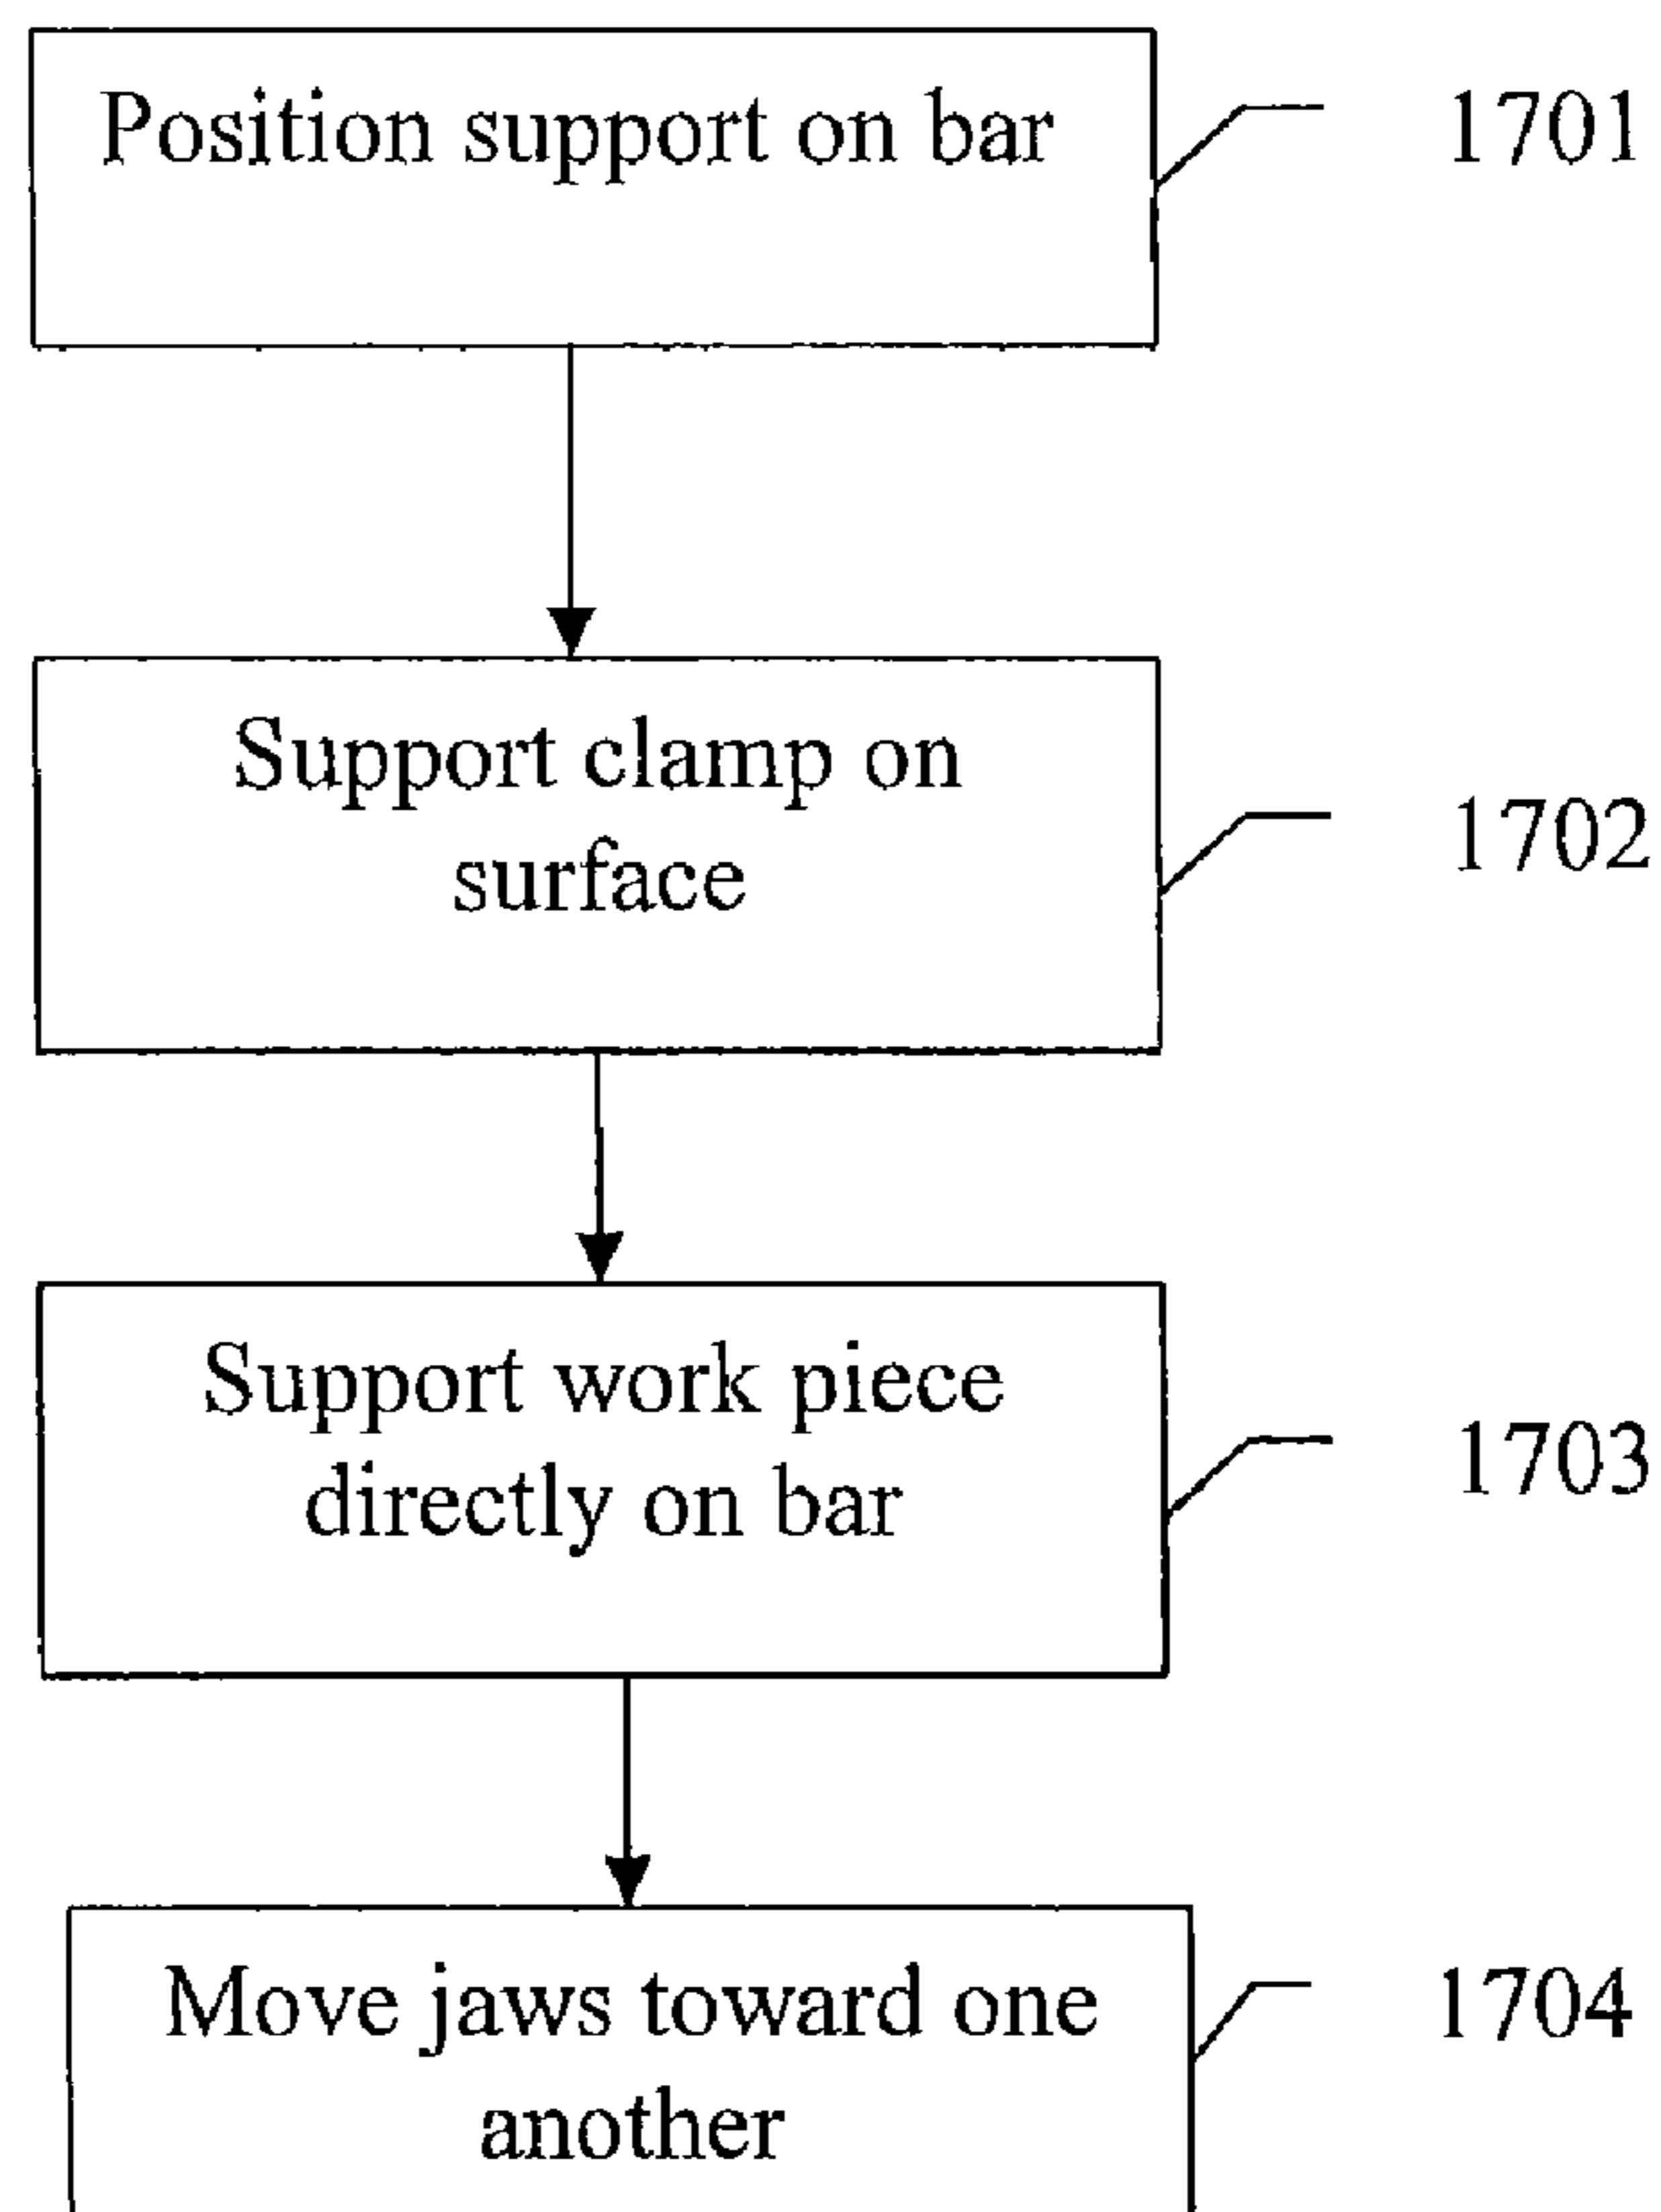 Position support on bar
1701
Support clamp on
surface
1702
Support work piece
directly on bar
1703
Move jaws toward one
another
1704